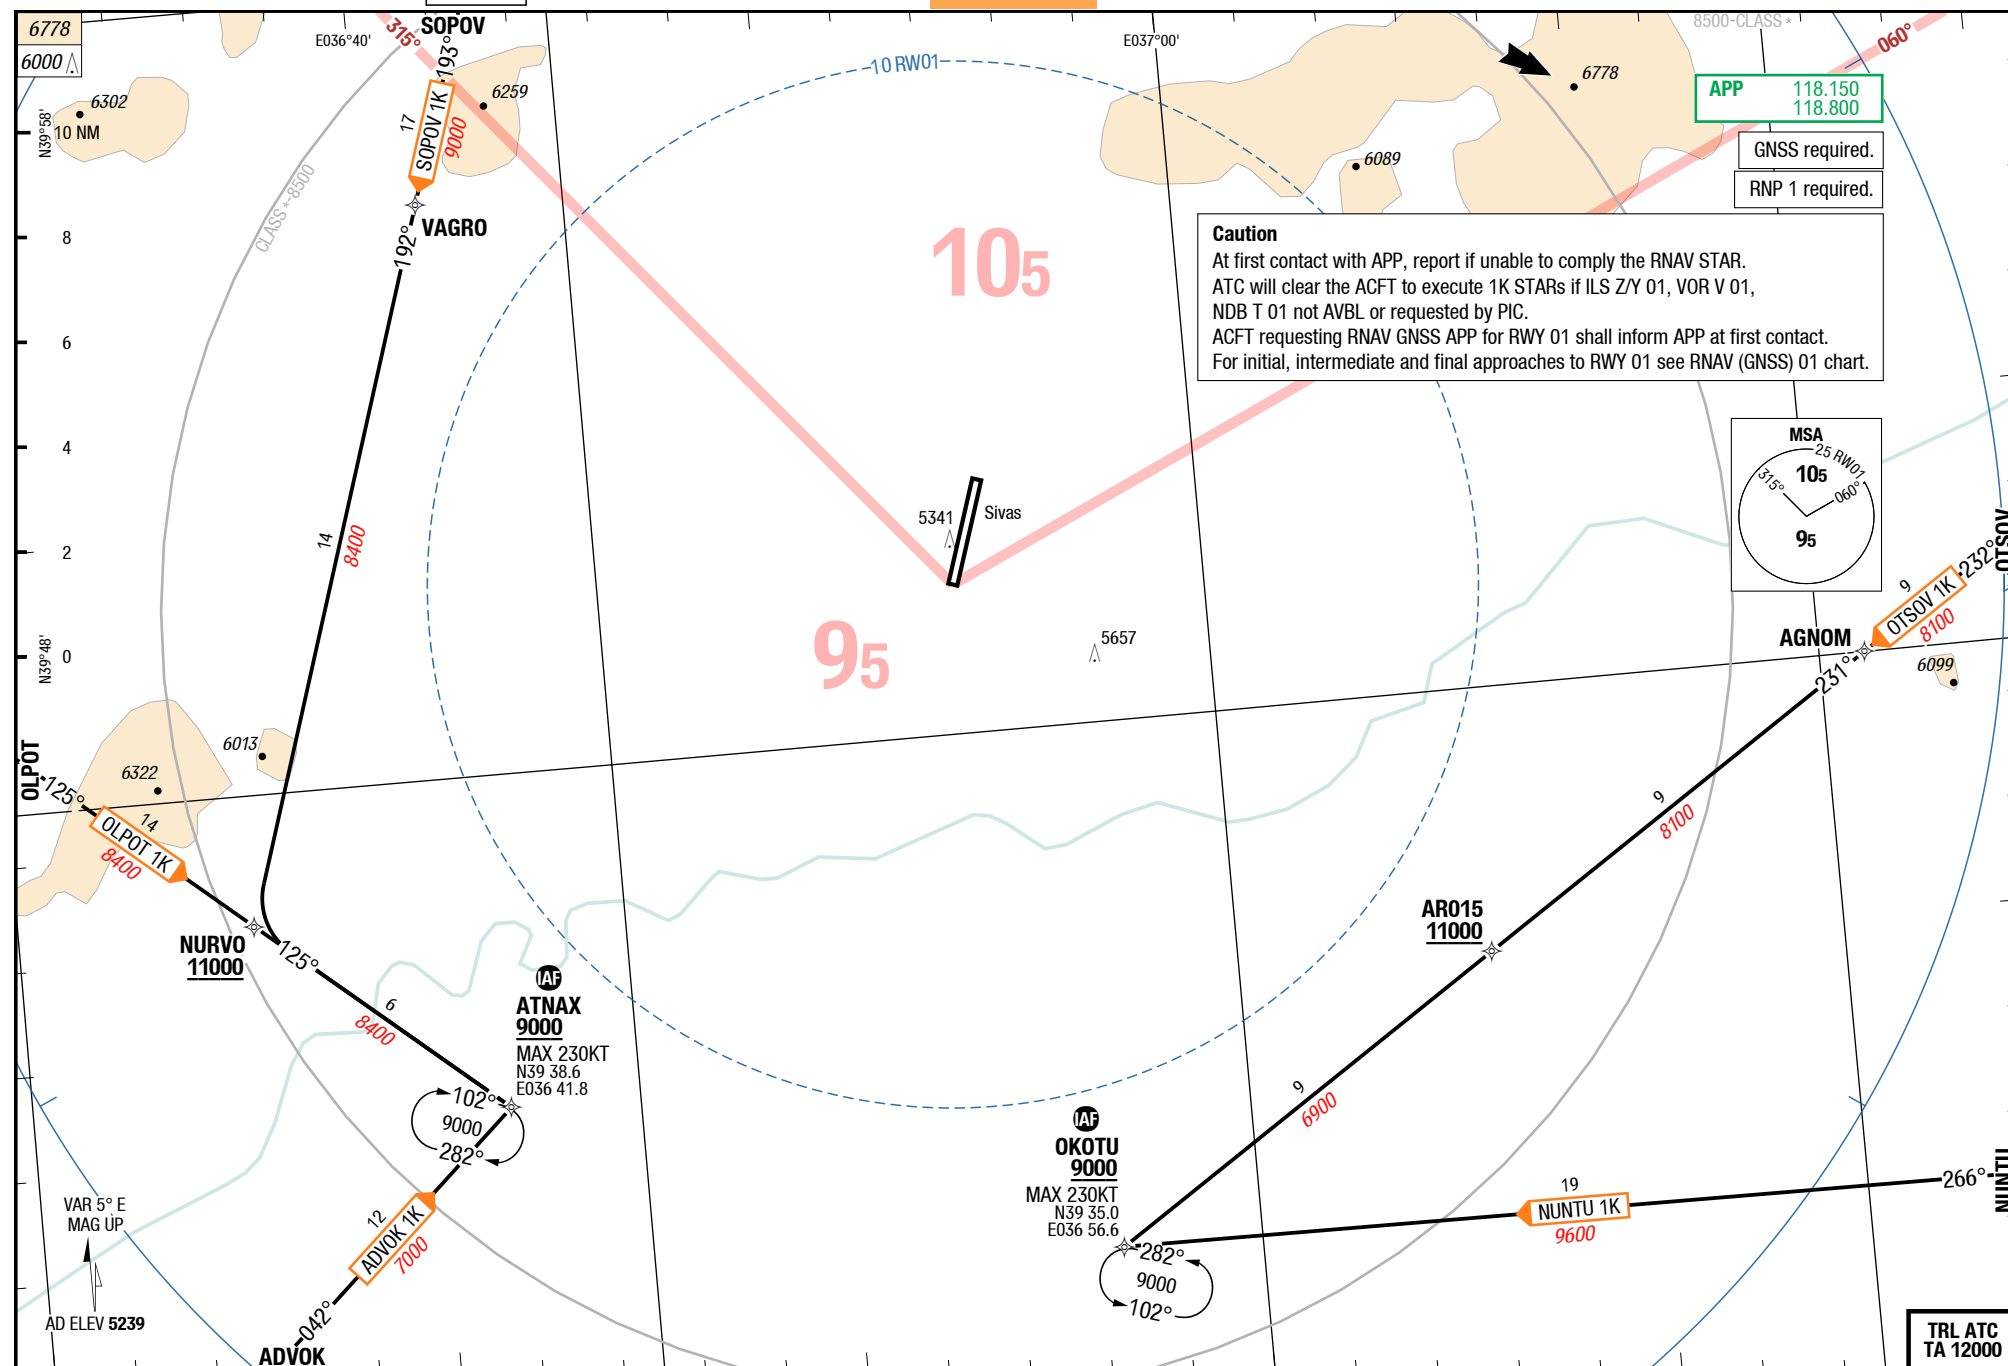 6778
6000
6302
10 NM
N39°58'
E036°40'
315°
SOPOV
193°
6259
17
SOPOV 1K
9000
VAGRO
192°
CLASS *-8500
10 RW01
E037°00'
8500-CLASS *
060°
6778
6089
APP 118.150
118.800
GNSS required.
RNP 1 required.
Caution
At first contact with APP, report if unable to comply the RNAV STAR.
ATC will clear the ACFT to execute 1K STARs if ILS Z/Y 01, VOR V 01,
NDB T 01 not AVBL or requested by PIC.
ACFT requesting RNAV GNSS APP for RWY 01 shall inform APP at first contact.
For initial, intermediate and final approaches to RWY 01 see RNAV (GNSS) 01 chart.
105
8
6
4
2
0
N39°48'
14
8400
5341
Sivas
MSA
25 RW01
315°
105
060°
95
95
5657
OTSOV
232°
9
OTSOV 1K
8100
AGNOM
231°
6099
OLPOT
125°
6322
6013
14
OLPOT 1K
8400
9
8100
NURVO
11000
125°
6
8400
AR015
11000
IAF
ATNAX
9000
MAX 230KT
N39 38.6
E036 41.8
102°
9000
282°
9
6900
IAF
OKOTU
9000
MAX 230KT
N39 35.0
E036 56.6
282°
9000
102°
19
NUNTU 1K
9600
266°
NUNTU
VAR 5° E
MAG UP
AD ELEV 5239
12
ADVOK 1K
7000
042°
ADVOK
TRL ATC
TA 12000